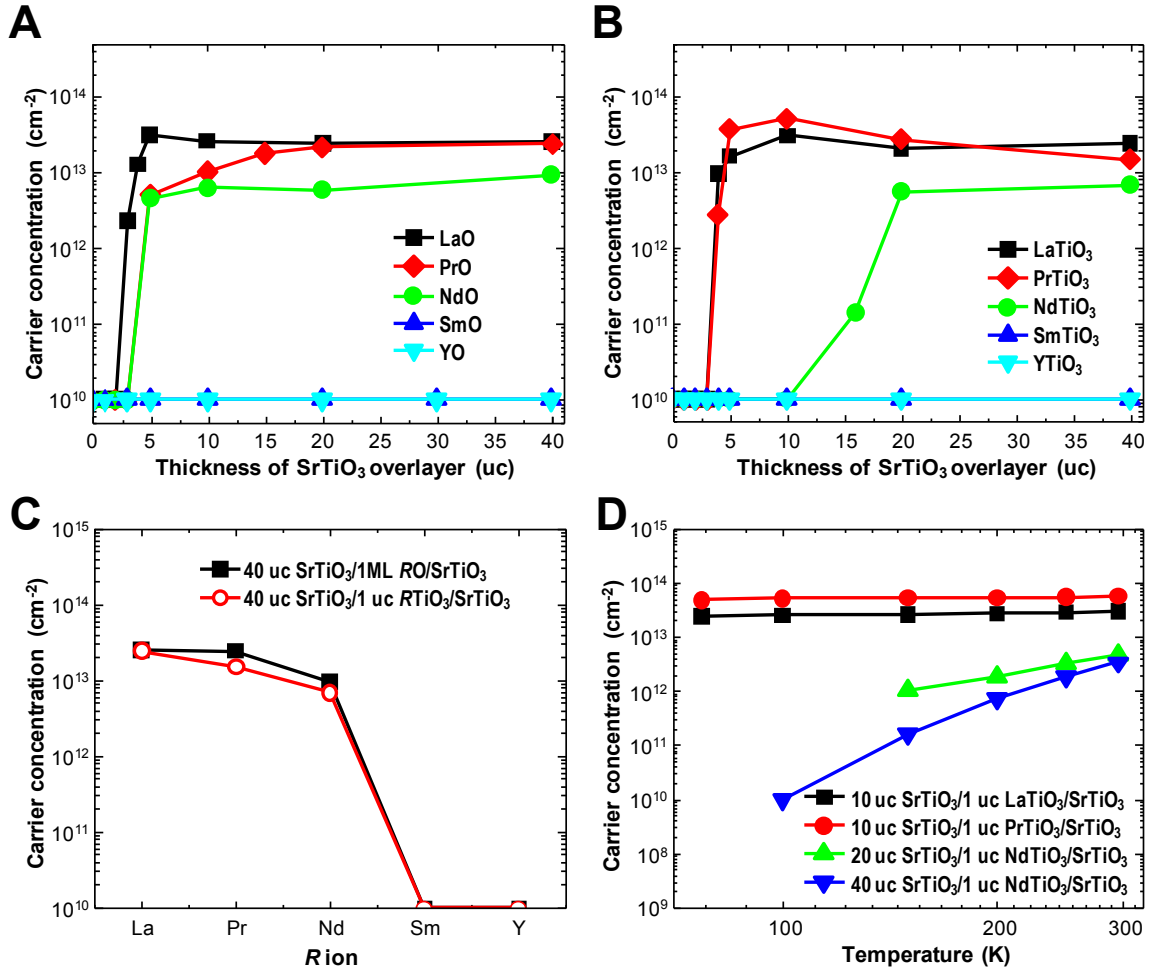 A
B
Carrier concentration (cm⁻²)
10¹⁴
10¹³
10¹²
10¹¹
10¹⁰
LaO
PrO
NdO
SmO
YO
0 5 10 15 20 25 30 35 40
Thickness of SrTiO₃ overlayer (uc)
Carrier concentration (cm⁻²)
10¹⁴
10¹³
10¹²
10¹¹
10¹⁰
LaTiO₃
PrTiO₃
NdTiO₃
SmTiO₃
YTiO₃
0 5 10 15 20 25 30 35 40
Thickness of SrTiO₃ overlayer (uc)
C
D
Carrier concentration (cm⁻²)
10¹⁵
10¹⁴
10¹³
10¹²
10¹¹
10¹⁰
40 uc SrTiO₃/1ML RO/SrTiO₃
40 uc SrTiO₃/1 uc RTiO₃/SrTiO₃
La Pr Nd Sm Y
R ion
Carrier concentration (cm⁻²)
10¹⁵
10¹⁴
10¹³
10¹²
10¹¹
10¹⁰
10⁸
10⁹
10 uc SrTiO₃/1 uc LaTiO₃/SrTiO₃
10 uc SrTiO₃/1 uc PrTiO₃/SrTiO₃
20 uc SrTiO₃/1 uc NdTiO₃/SrTiO₃
40 uc SrTiO₃/1 uc NdTiO₃/SrTiO₃
100 200 300
Temperature (K)